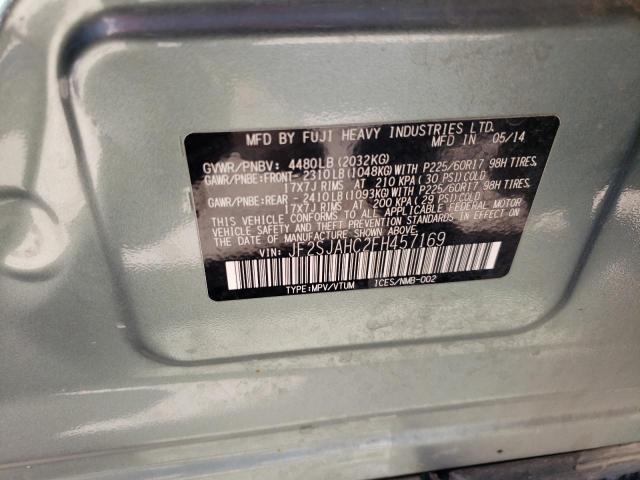 MFD BY FUJI HEAVY INDUSTRIES LTD.
MFD IN 05/14
GVWR/PNBV: 4480LB(2032KG)
GAWR/PNBE:FRONT-2310LB(1048KG)WITH P225/60R17 98H TIRES,
17X7J RIMS AT 210 KPA(30 PSI)COLD
GAWR/PNBE:REAR -2410LB(1093KG)WITH P225/60R17 98H TIRES,
17X7J RIMS AT 200 KPA(29 PSI)COLD
THIS VEHICLE CONFORMS TO ALL APPLICABLE FEDERAL MOTOR
VEHICLE SAFETY,BUMPER,AND THEFT PREVENTION STANDARDS
IN EFFECT ON THE DATE OF MANUFACTURE SHOWN ABOVE.
VIN: JF2SJAHC2FH457169
TYPE:MPV/VTUM ICES/NMB-002